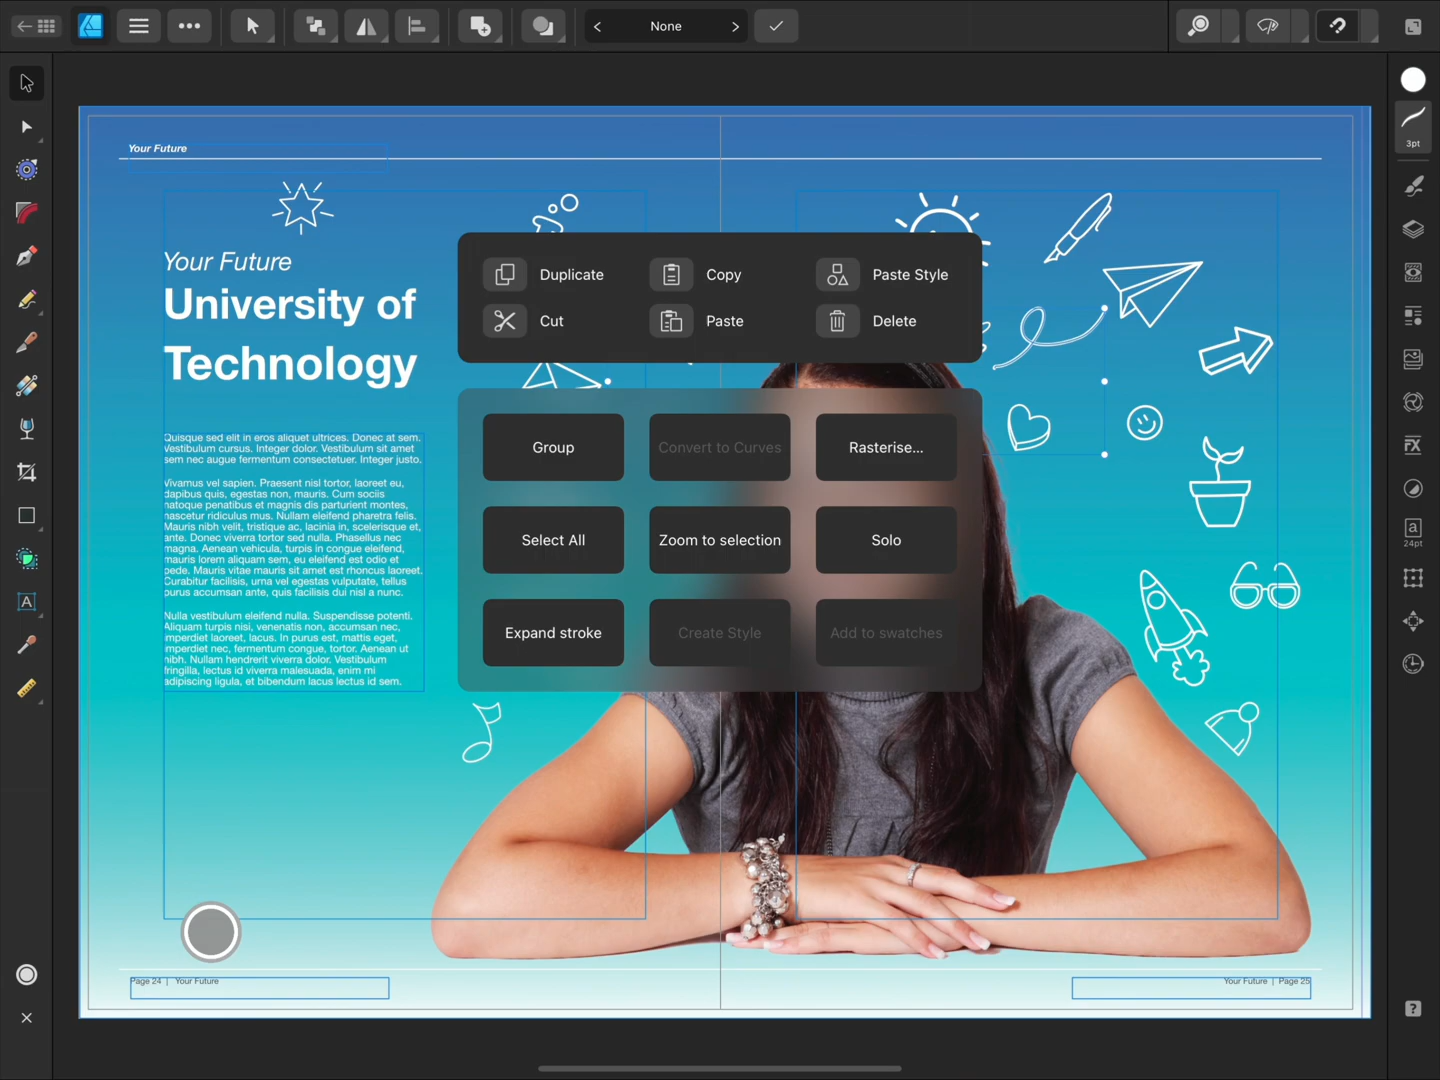 None
3pt
Your Future
Your Future
University of
Technology
Duplicate
Copy
Paste Style
Cut
Paste
Delete
Quisque sed elit in eros aliquet ultrices. Donec at sem.
Vestibulum cursus. Integer dolor. Vestibulum sit amet
sem nec augue fermentum consectetuer. Integer justo.
Vivamus vel sapien. Praesent nisl tortor, laoreet eu,
dapibus quis, egestas non, mauris. Cum sociis
natoque penatibus et magnis dis parturient montes,
nascetur ridiculus mus. Nullam eleifend pharetra felis.
Mauris nibh velit, tristique ac, lacinia in, scelerisque et,
ante. Donec viverra tortor sed nulla. Phasellus nec
magna. Aenean vehicula, turpis in congue eleifend,
mauris lorem aliquam sem, eu eleifend est odio et
pede. Mauris vitae mauris sit amet est rhoncus laoreet.
Curabitur facilisis, urna vel egestas vulputate, tellus
purus accumsan ante, quis facilisis dui nisl a nunc.
Nulla vestibulum eleifend nulla. Suspendisse potenti.
Aliquam turpis nisi, venenatis non, accumsan nec,
imperdiet laoreet, lacus. In purus est, mattis eget,
imperdiet nec, fermentum congue, tortor. Aenean ut
nibh. Nullam hendrerit viverra dolor. Vestibulum
fringilla, lectus id viverra malesuada, enim mi
adipiscing ligula, et bibendum lacus lectus id sem.
Group
Convert to Curves
Rasterise...
Select All
Zoom to selection
Solo
Expand stroke
Create Style
Add to swatches
FX
a
24pt
A
Page 24 | Your Future
Your Future | Page 25
?